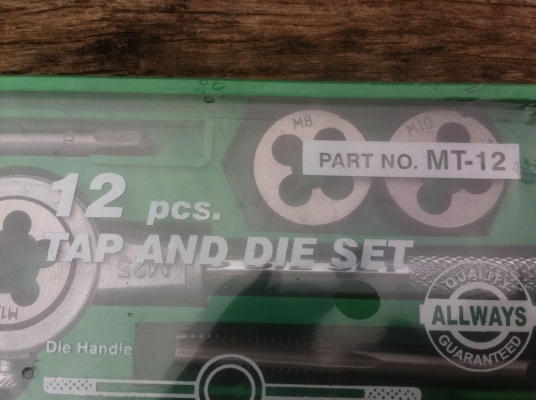 M8
M10
PART NO. MT-12
12 pcs.
TAP AND DIE SET
M25
QUALITY
ALLWAYS
GUARANTEED
Die Handle